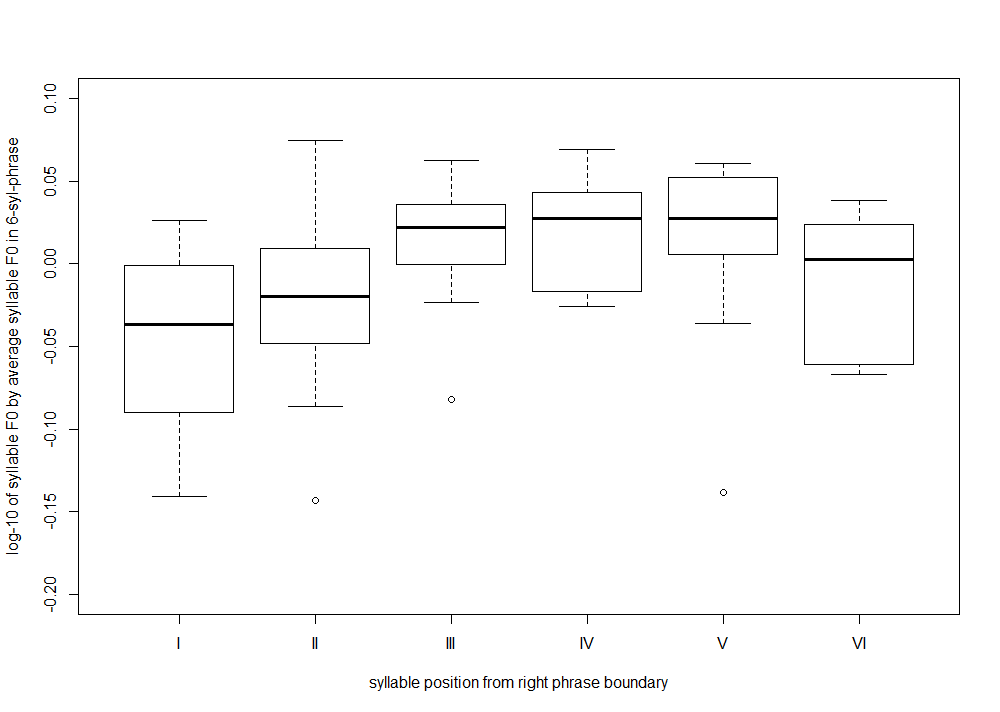 log-10 of syllable F0 by average syllable F0 in 6-syl-phrase
0.10
0.05
0.00
-0.05
-0.10
-0.15
-0.20
I II III IV V VI
syllable position from right phrase boundary